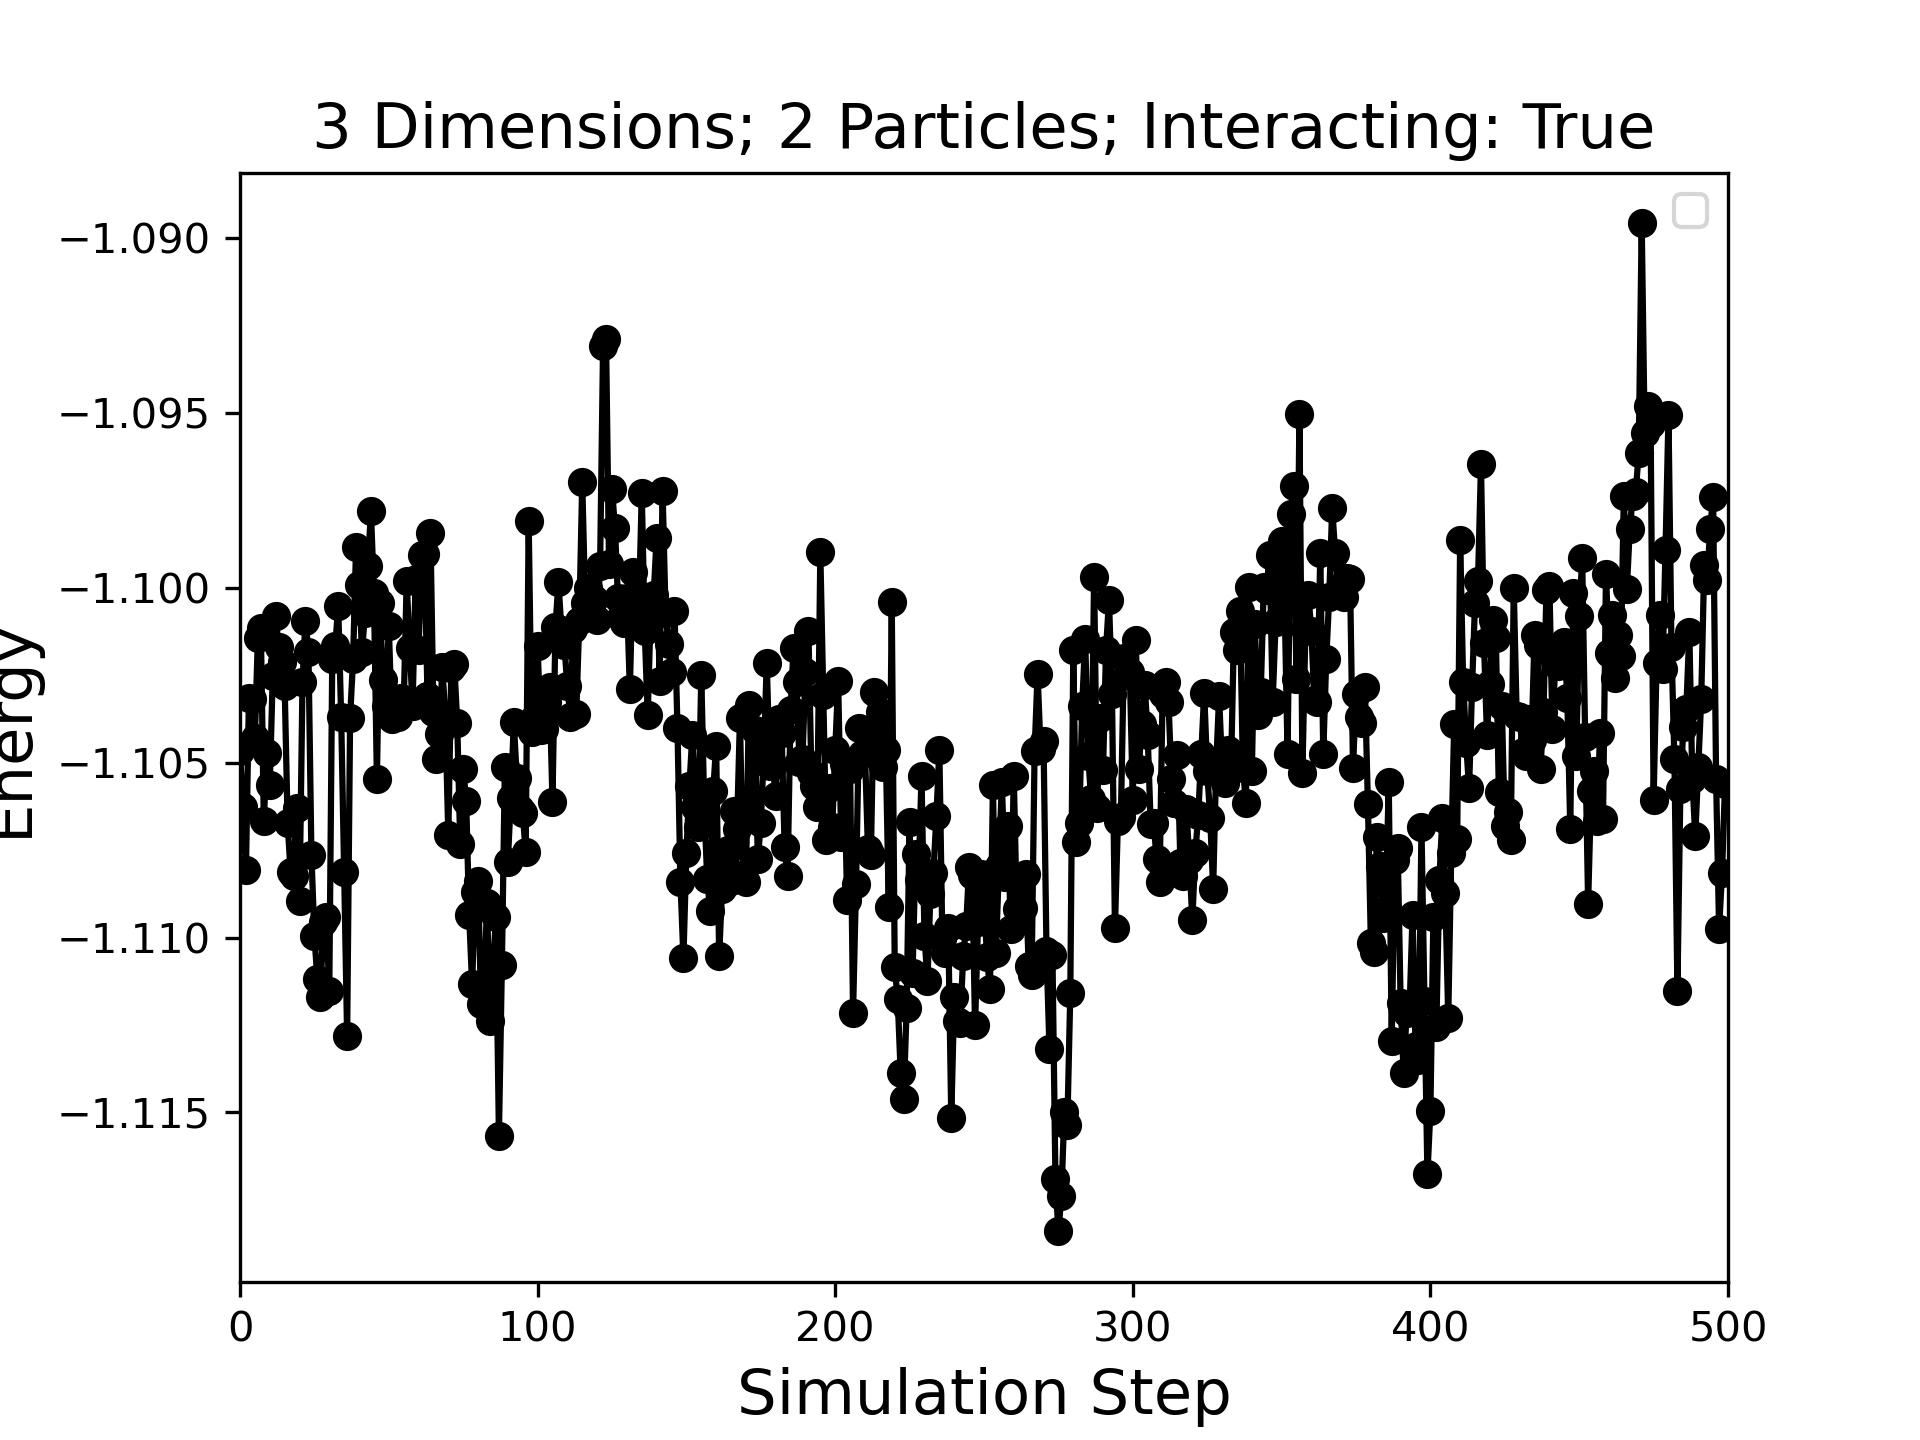 3 Dimensions; 2 Particles; Interacting: True
−1.090
−1.095
−1.100
−1.105
−1.110
−1.115
Energy
0 100 200 300 400 500
Simulation Step